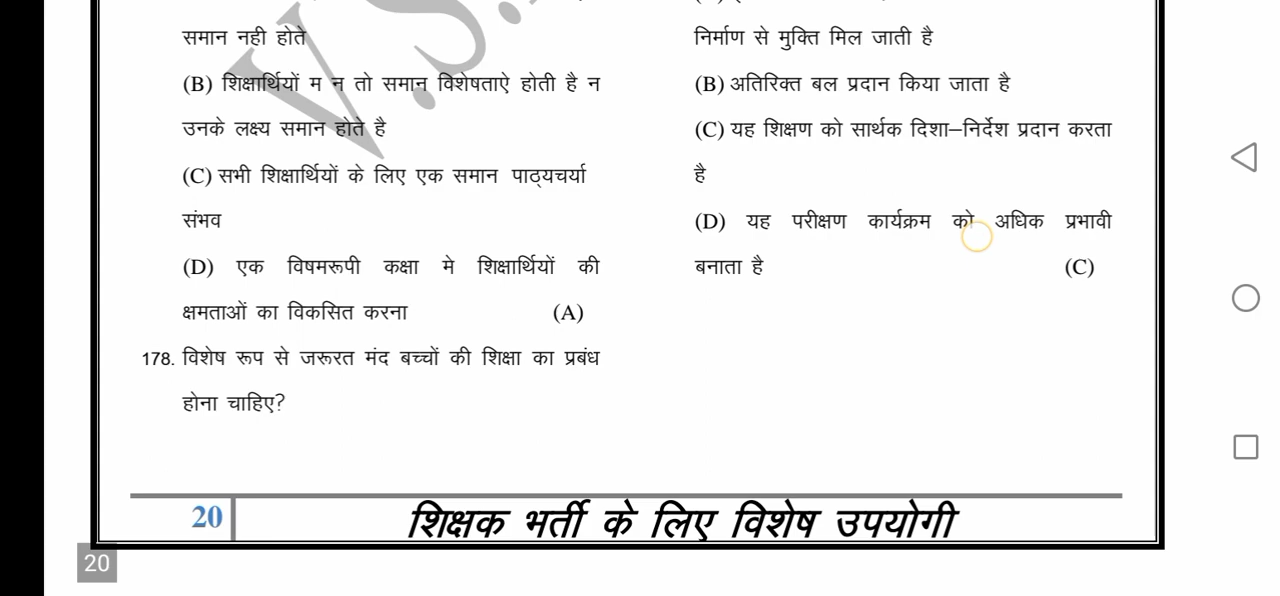 समान नही होते
(B) शिक्षार्थियों म न तो समान विशेषताऐ होती है न
उनके लक्ष्य समान होते है
(C) सभी शिक्षार्थियों के लिए एक समान पाठ्यचर्या
संभव
(D) एक विषमरूपी कक्षा मे शिक्षार्थियों की
क्षमताओं का विकसित करना (A)
178. विशेष रूप से जरूरत मंद बच्चों की शिक्षा का प्रबंध
होना चाहिए?
निर्माण से मुक्ति मिल जाती है
(B) अतिरिक्त बल प्रदान किया जाता है
(C) यह शिक्षण को सार्थक दिशा–निर्देश प्रदान करता
है
(D) यह परीक्षण कार्यक्रम को अधिक प्रभावी
बनाता है (C)
20 शिक्षक भर्ती के लिए विशेष उपयोगी
20